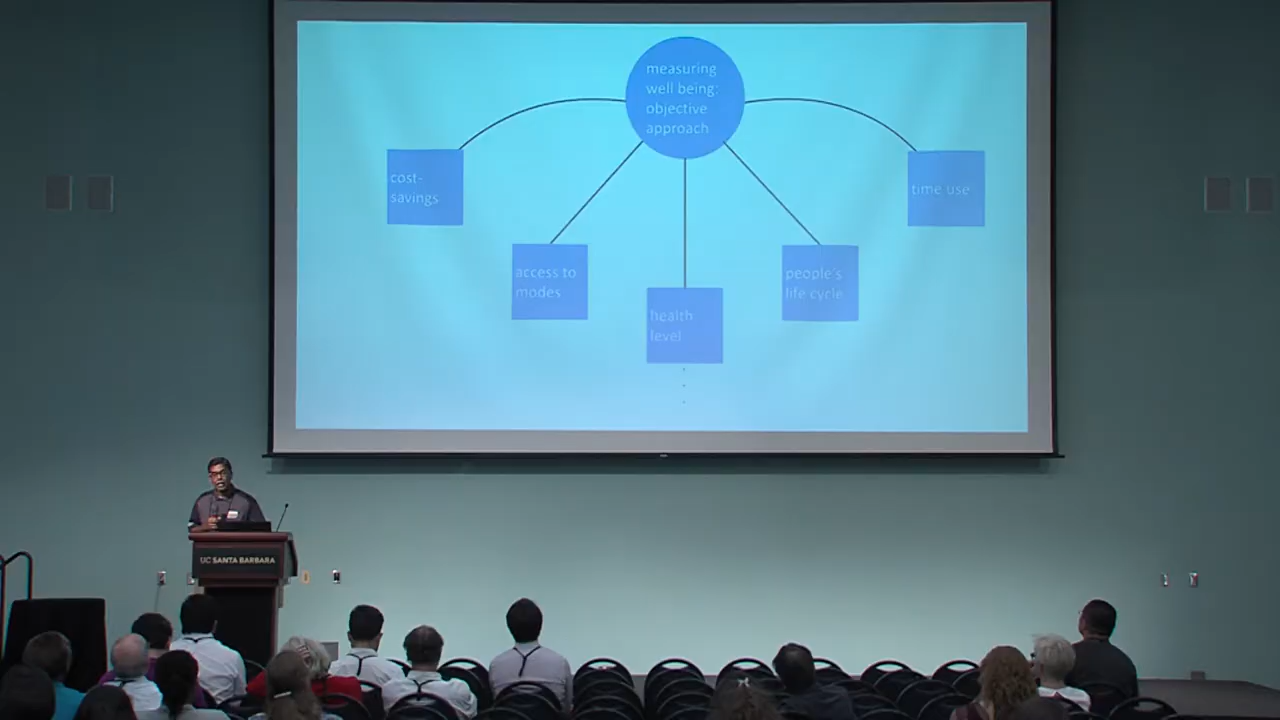 measuring
well being:
objective
approach
cost-
savings
time use
access to
modes
people's
life cycle
health
level
UC SANTA BARBARA